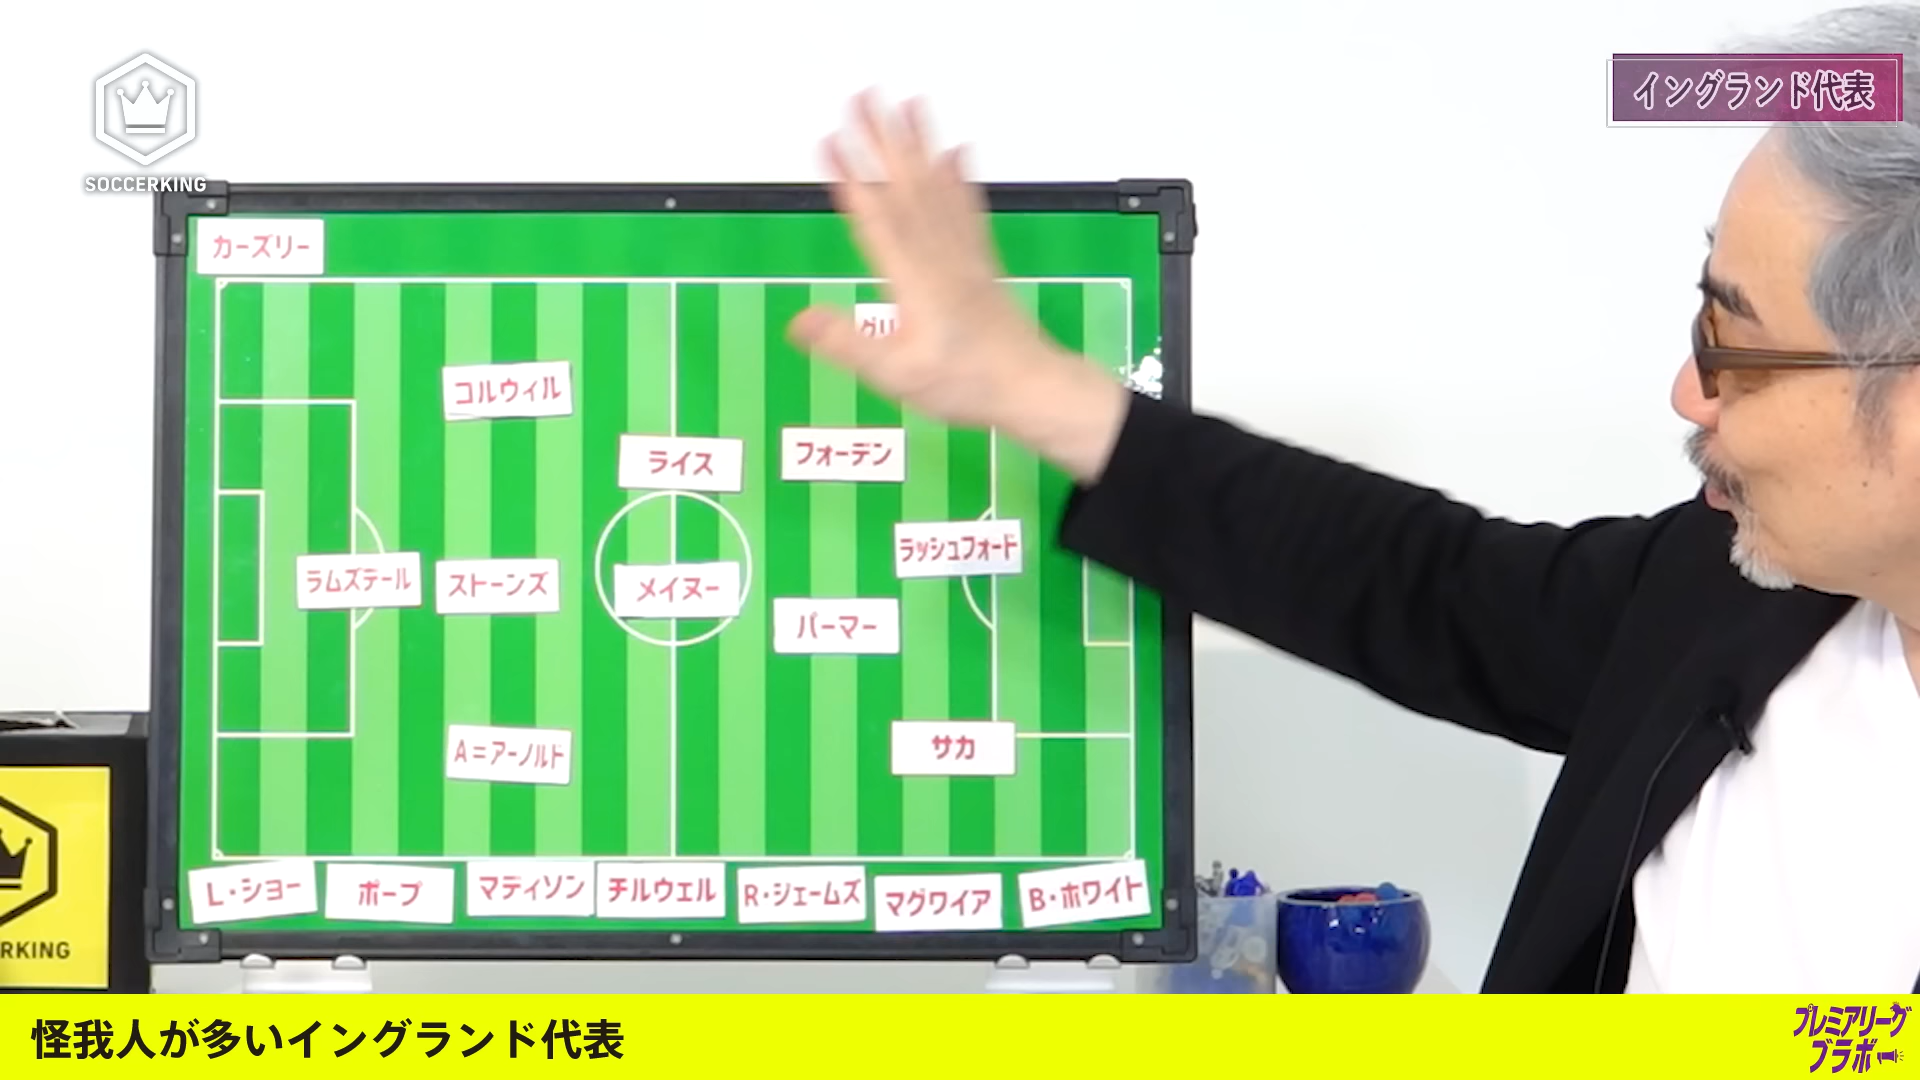 SOCCERKING
イングランド代表
カーズリー
グリ
コルウィル
ライス
フォーデン
ラッシュフォード
ラムズデール
ストーンズ
メイヌー
パーマー
A=アーノルド
サカ
L・ショー
ポープ
マディソン
チルウェル
R・ジェームズ
マグワイア
B・ホワイト
RKING
怪我人が多いイングランド代表
プレミアリーグ
ブラボー